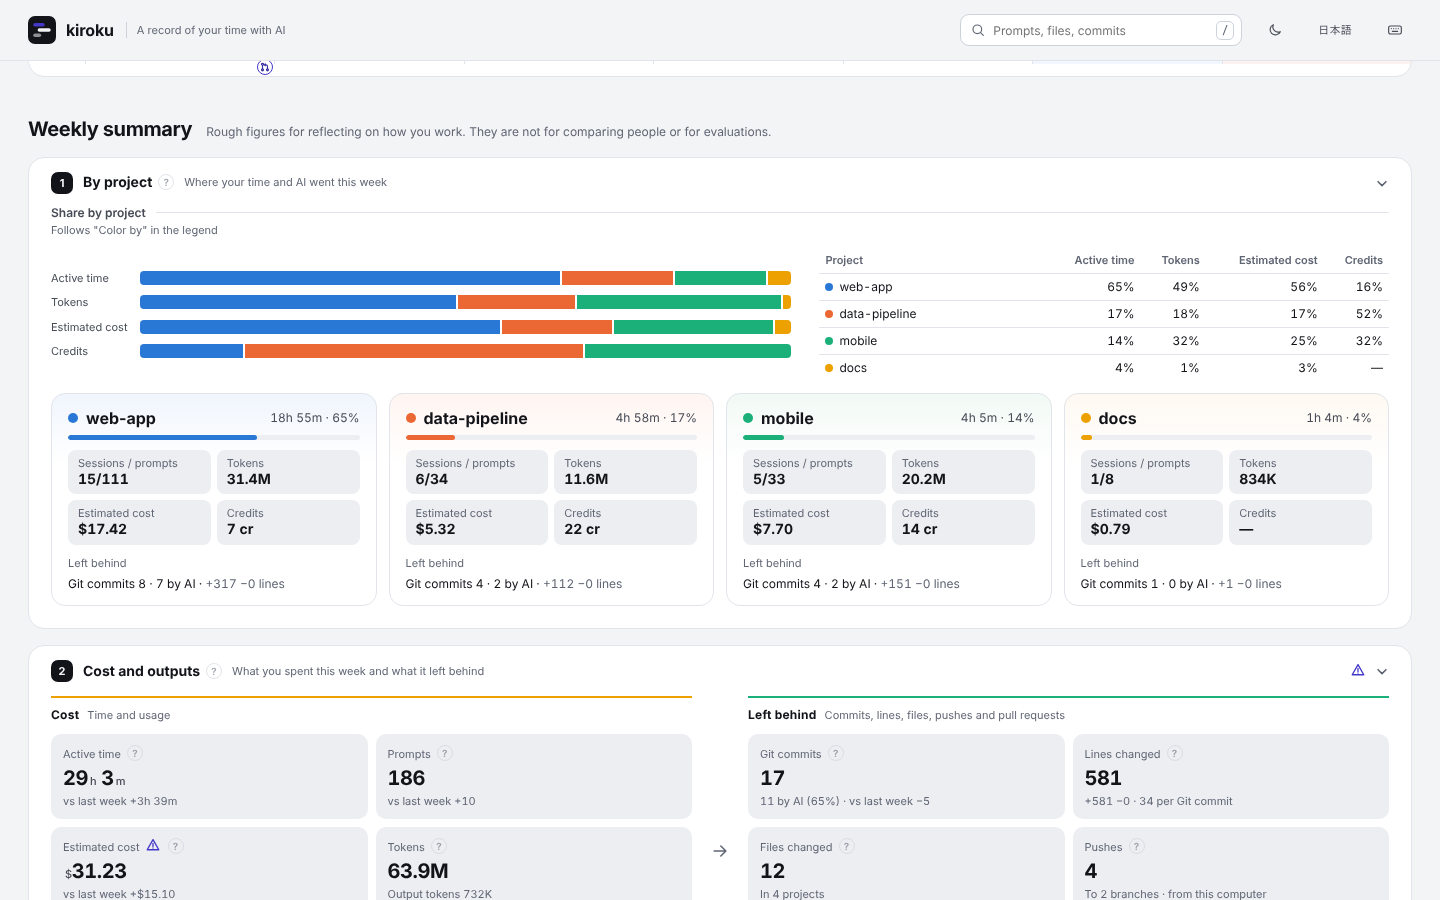 kiroku
A record of your time with AI
Prompts, files, commits
/
日本語
Weekly summary
Rough figures for reflecting on how you work. They are not for comparing people or for evaluations.
1 By project ? Where your time and AI went this week
Share by project
Follows "Color by" in the legend
Active time
Tokens
Estimated cost
Credits
Project Active time Tokens Estimated cost Credits
web-app 65% 49% 56% 16%
data-pipeline 17% 18% 17% 52%
mobile 14% 32% 25% 32%
docs 4% 1% 3% —
web-app 18h 55m · 65%
Sessions / prompts
15/111
Tokens
31.4M
Estimated cost
$17.42
Credits
7 cr
Left behind
Git commits 8 · 7 by AI · +317 −0 lines
data-pipeline 4h 58m · 17%
Sessions / prompts
6/34
Tokens
11.6M
Estimated cost
$5.32
Credits
22 cr
Left behind
Git commits 4 · 2 by AI · +112 −0 lines
mobile 4h 5m · 14%
Sessions / prompts
5/33
Tokens
20.2M
Estimated cost
$7.70
Credits
14 cr
Left behind
Git commits 4 · 2 by AI · +151 −0 lines
docs 1h 4m · 4%
Sessions / prompts
1/8
Tokens
834K
Estimated cost
$0.79
Credits
—
Left behind
Git commits 1 · 0 by AI · +1 −0 lines
2 Cost and outputs ? What you spent this week and what it left behind
Cost Time and usage
Active time ?
29h 3m
vs last week +3h 39m
Prompts ?
186
vs last week +10
Estimated cost ?
$31.23
vs last week +$15.10
Tokens ?
63.9M
Output tokens 732K
Left behind Commits, lines, files, pushes and pull requests
Git commits ?
17
11 by AI (65%) · vs last week −5
Lines changed ?
581
+581 −0 · 34 per Git commit
Files changed ?
12
In 4 projects
Pushes ?
4
To 2 branches · from this computer